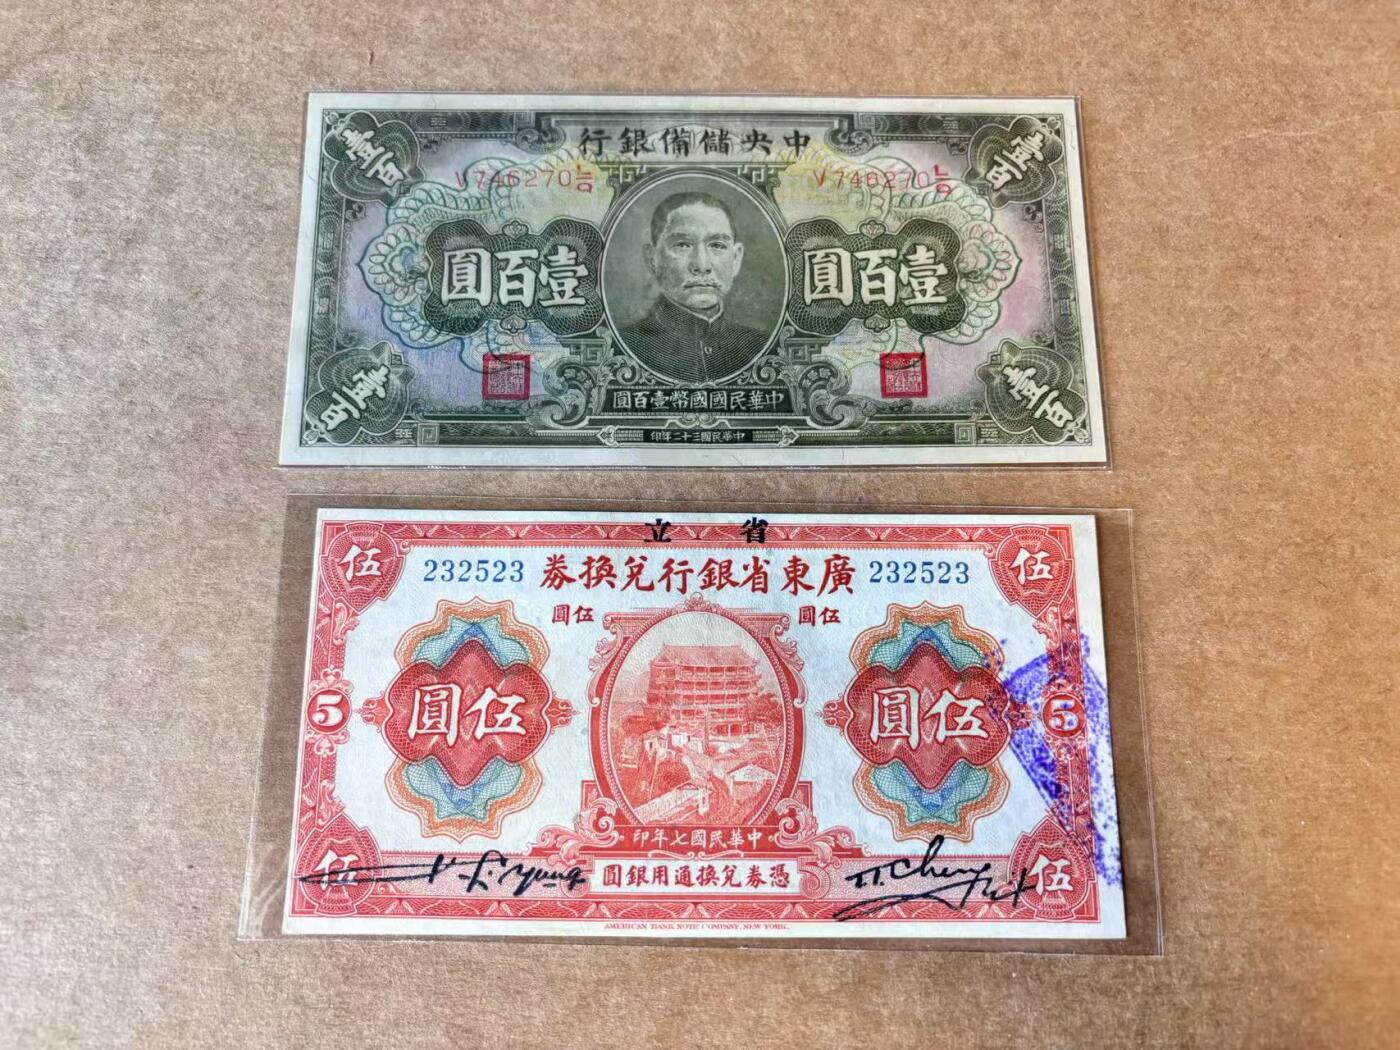 中央儲備銀行
壹百
壹百
V746270 L/Q
V746270 L/Q
壹百圓
壹百圓
中華民國國幣壹百圓
壹百
壹百
中華民國三十二年印
省立
伍
伍
232523
廣東省銀行兌換券
232523
伍圓
伍圓
伍圓
伍圓
5
5
中華民國七年印
伍
伍
憑券兌換通用銀圓
AMERICAN BANK NOTE COMPANY, NEW YORK.